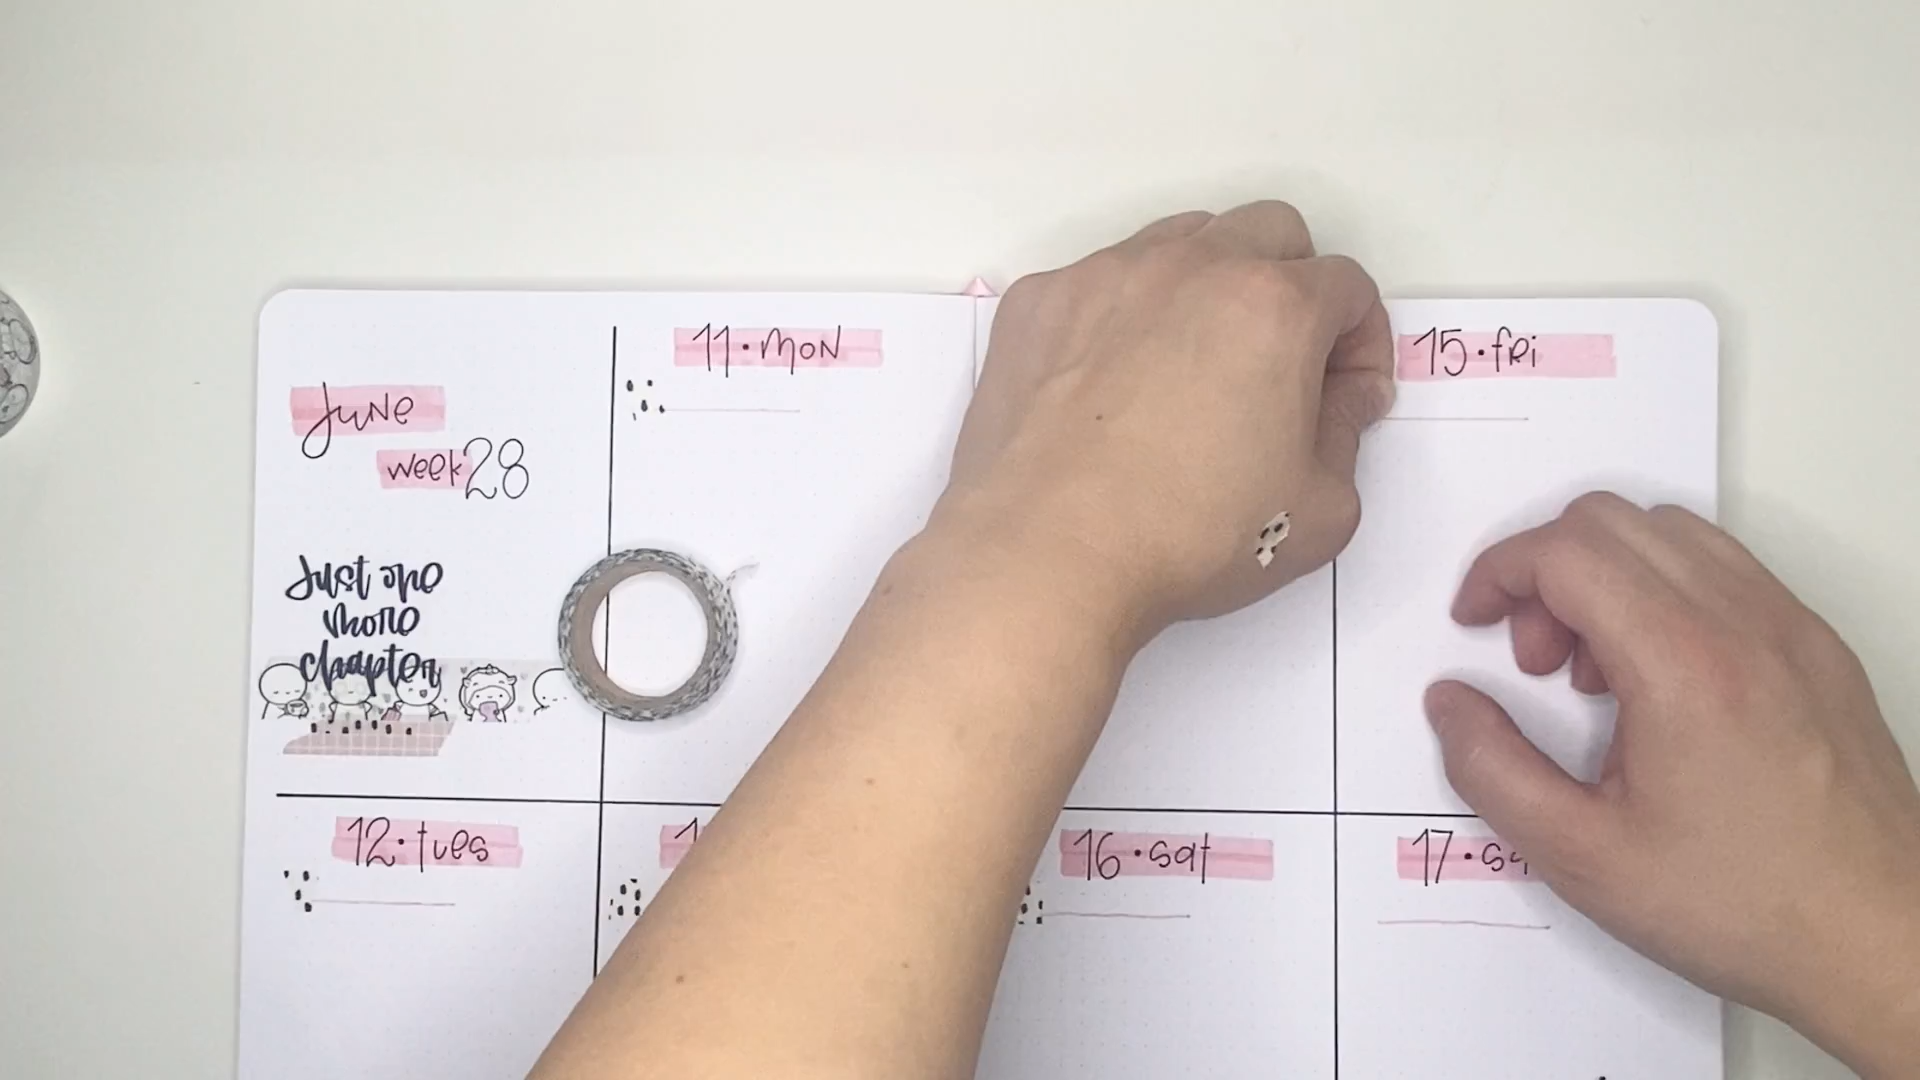 11·MON
15·fri
June
week 28
Just one
more
chapter
12·tues
16·sat